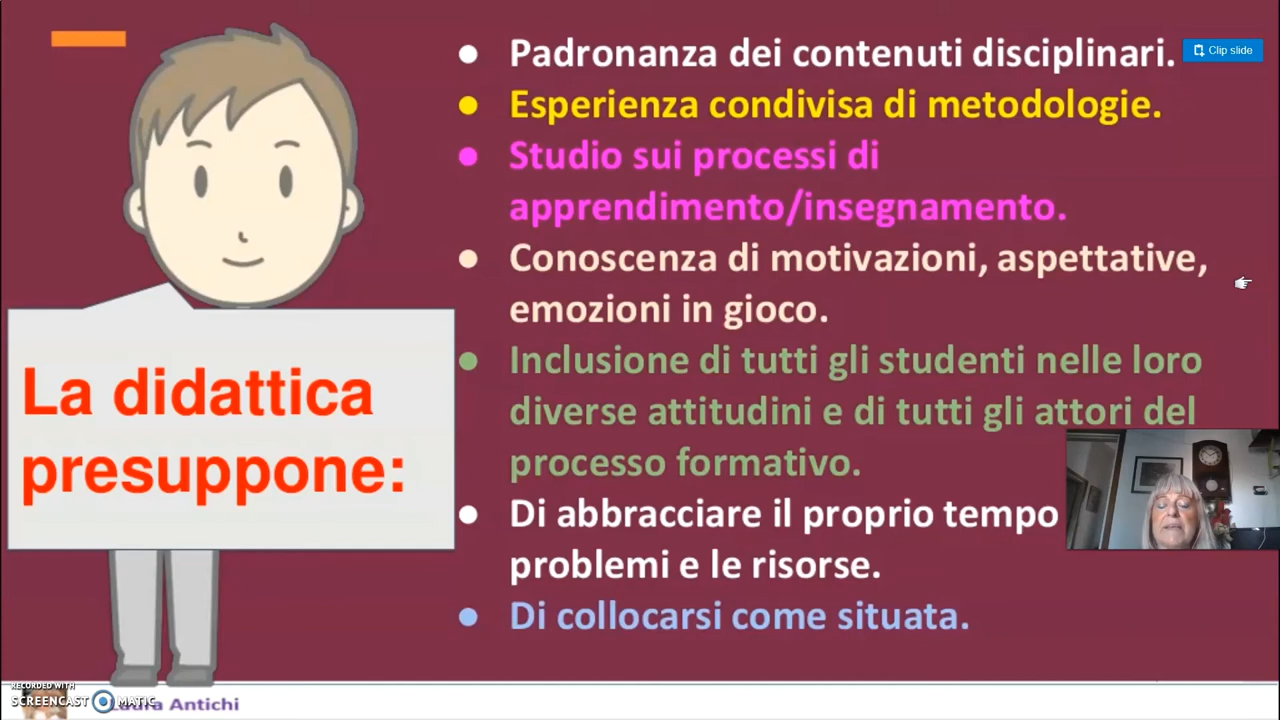 Padronanza dei contenuti disciplinari.
Clip slide
Esperienza condivisa di metodologie.
Studio sui processi di
apprendimento/insegnamento.
Conoscenza di motivazioni, aspettative,
emozioni in gioco.
Inclusione di tutti gli studenti nelle loro
diverse attitudini e di tutti gli attori del
processo formativo.
Di abbracciare il proprio tempo
problemi e le risorse.
Di collocarsi come situata.
La didattica
presuppone:
RECORDED WITH
SCREENCAST MATIC
Laura Antichi